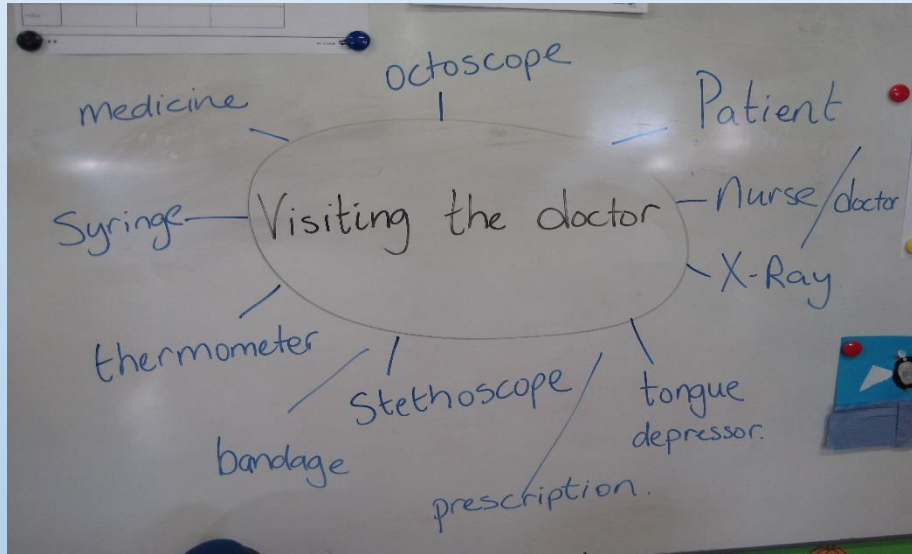 octoscope
medicine
Patient
Visiting the doctor
nurse/doctor
Syringe
X-Ray
thermometer
Stethoscope
tongue
depressor.
bandage
prescription.